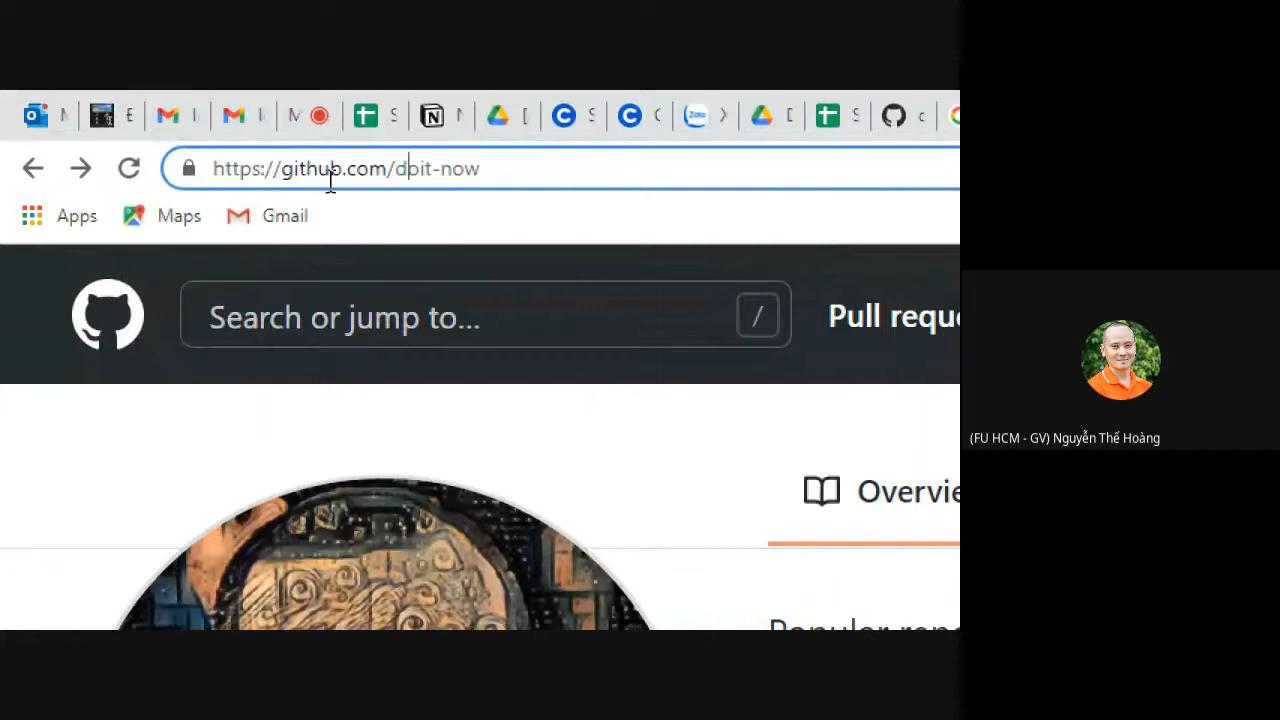 https://github.com/doit-now
Apps Maps Gmail
Search or jump to... /
Pull requ
Overvie
(FU HCM - GV) Nguyễn Thế Hoàng